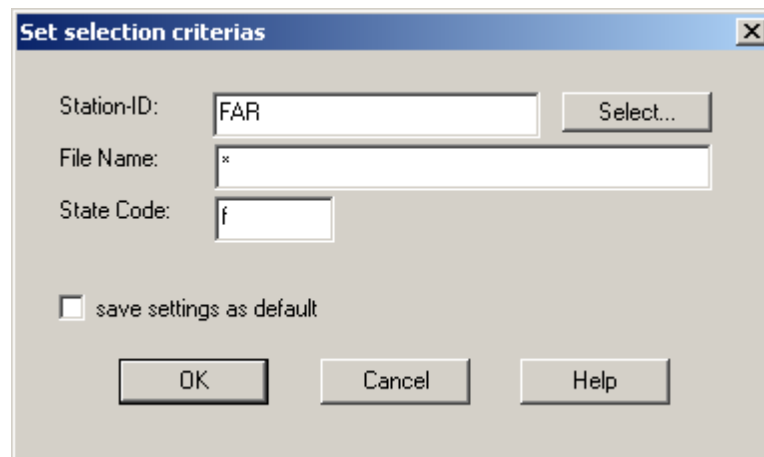 Set selection criterias
Station-ID: FAR Select...
File Name: *
State Code: f
save settings as default
OK Cancel Help